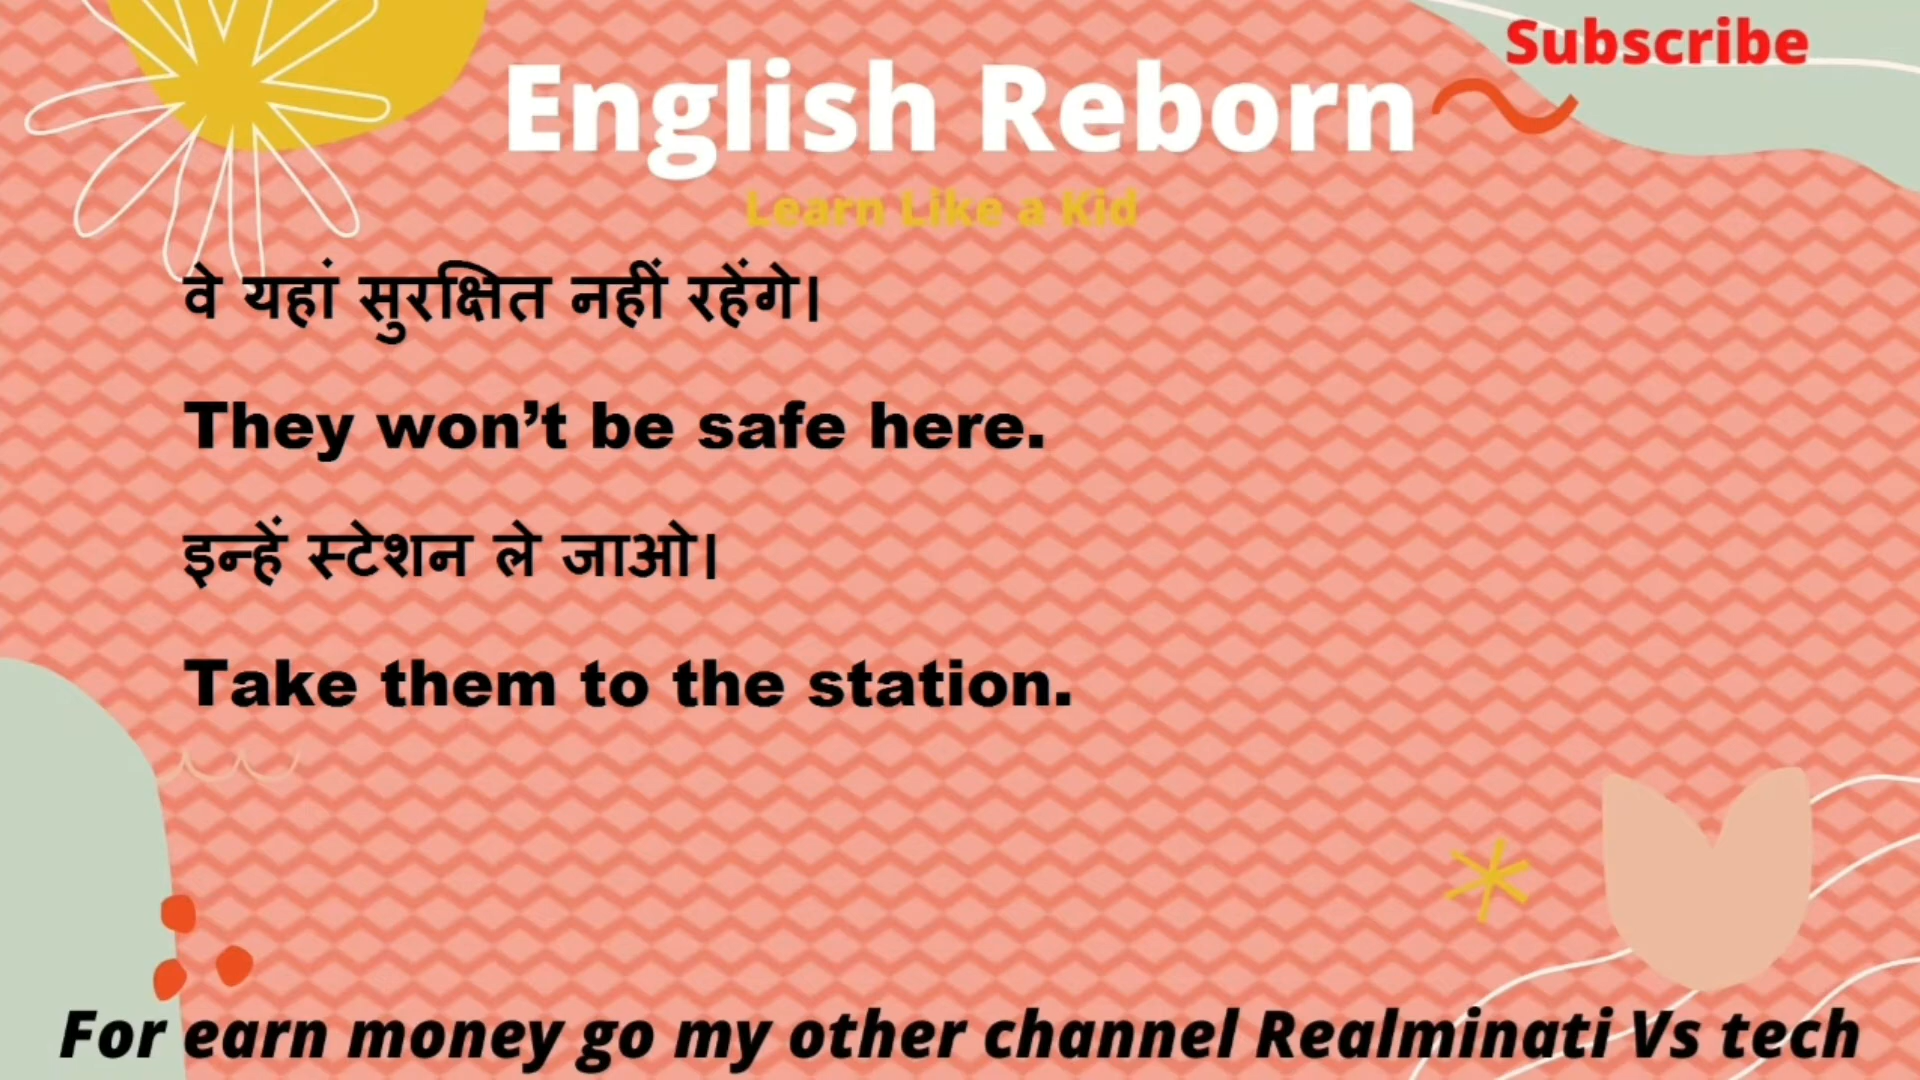 Subscribe
English Reborn
Learn Like a Kid
वे यहां सुरक्षित नहीं रहेंगे।
They won’t be safe here.
इन्हें स्टेशन ले जाओ।
Take them to the station.
For earn money go my other channel Realminati Vs tech